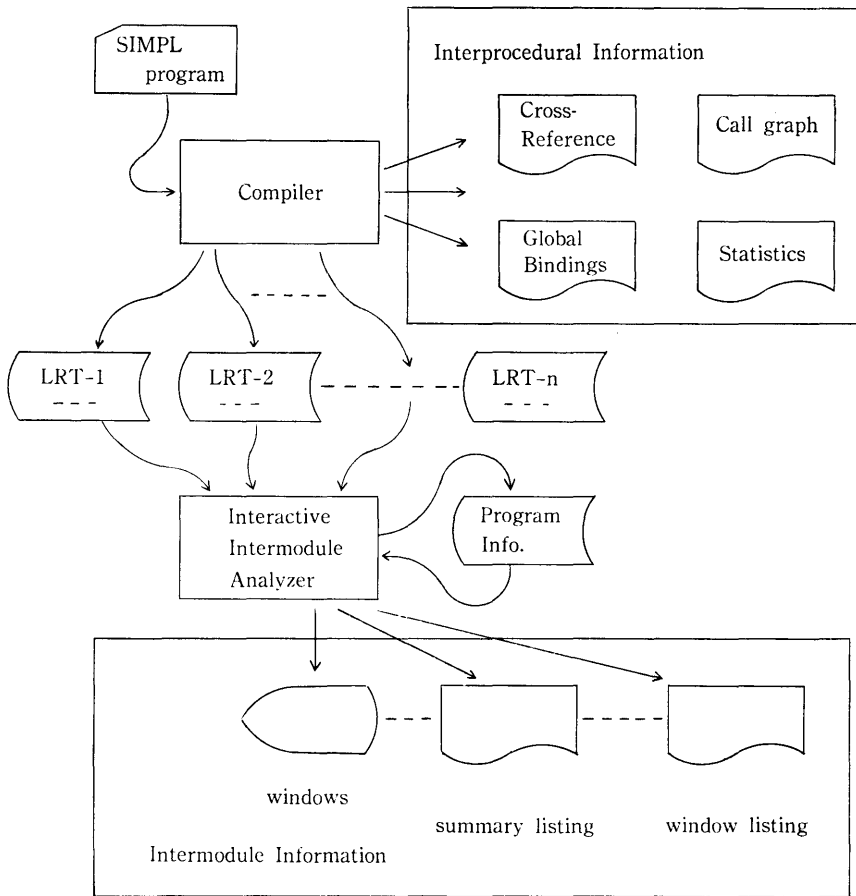 SIMPL
program
Interprocedural Information
Cross-
Reference
Call graph
Compiler
Global
Bindings
Statistics
LRT-1
LRT-2
LRT-n
Interactive
Intermodule
Analyzer
Program
Info.
windows
summary listing
window listing
Intermodule Information